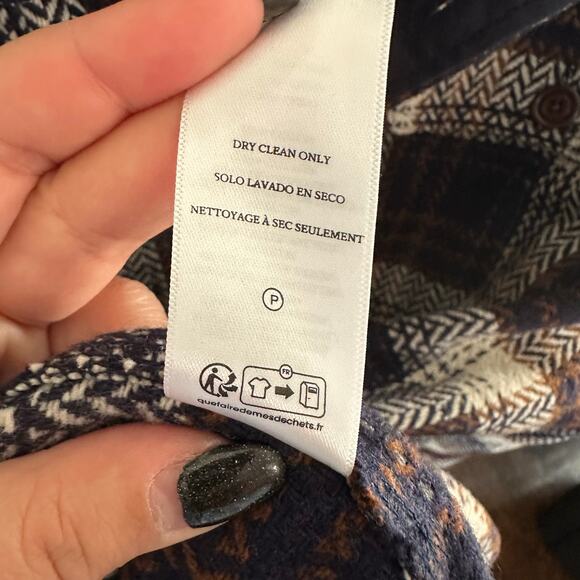 DRY CLEAN ONLY
SOLO LAVADO EN SECO
NETTOYAGE À SEC SEULEMENT
P
FR
quefairedemesdechets.fr